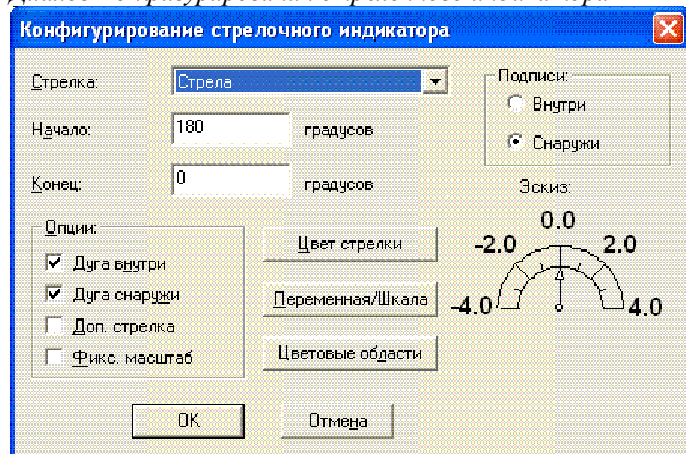 Конфигурирование стрелочного индикатора
Стрелка: Стрела
Подписи:
Внутри
Начало: 180 градусов
Снаружи
Конец: 0 градусов
Эскиз:
Опции:
Дуга внутри
Дуга снаружи
Доп. стрелка
Фикс. масштаб
Цвет стрелки
Переменная/Шкала
Цветовые области
0.0
-2.0 2.0
-4.0 4.0
ОК Отмена